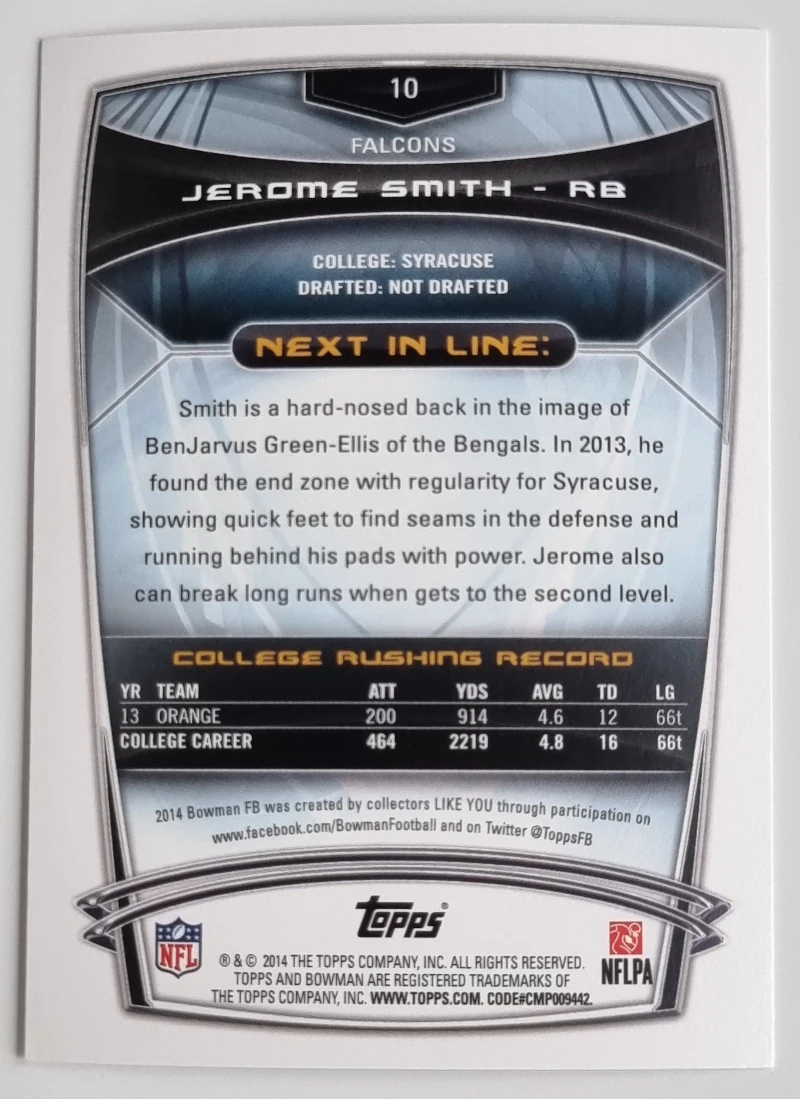 10
FALCONS
JEROME SMITH - RB
COLLEGE: SYRACUSE
DRAFTED: NOT DRAFTED
NEXT IN LINE:
Smith is a hard-nosed back in the image of
BenJarvus Green-Ellis of the Bengals. In 2013, he
found the end zone with regularity for Syracuse,
showing quick feet to find seams in the defense and
running behind his pads with power. Jerome also
can break long runs when gets to the second level.
COLLEGE RUSHING RECORD
YR TEAM ATT YDS AVG TD LG
13 ORANGE 200 914 4.6 12 66t
COLLEGE CAREER 464 2219 4.8 16 66t
2014 Bowman FB was created by collectors LIKE YOU through participation on
www.facebook.com/BowmanFootball and on Twitter @ToppsFB
Topps®
NFL
NFLPA
® & © 2014 THE TOPPS COMPANY, INC. ALL RIGHTS RESERVED.
TOPPS AND BOWMAN ARE REGISTERED TRADEMARKS OF
THE TOPPS COMPANY, INC. WWW.TOPPS.COM. CODE#CMP009442.